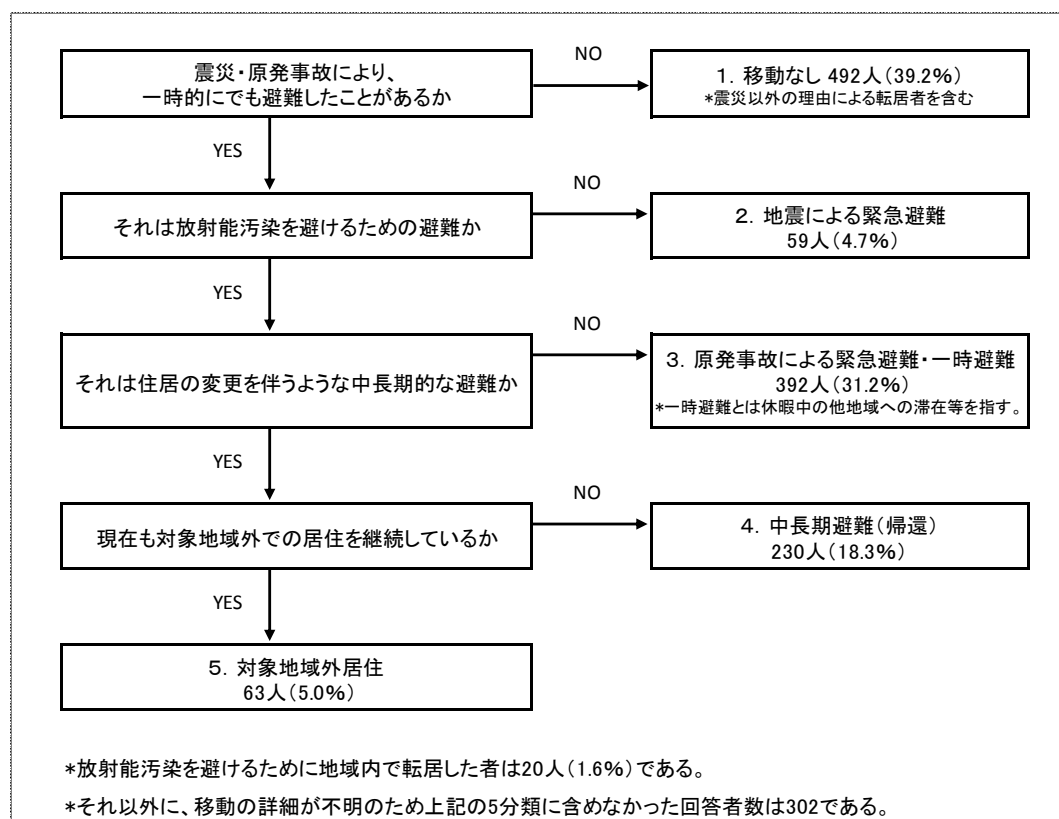 震災・原発事故により、
一時的にでも避難したことがあるか
NO
1．移動なし 492人（39.2%）
*震災以外の理由による転居者を含む
YES
それは放射能汚染を避けるための避難か
NO
2．地震による緊急避難
59人（4.7%）
YES
それは住居の変更を伴うような中長期的な避難か
NO
3．原発事故による緊急避難・一時避難
392人（31.2%）
*一時避難とは休暇中の他地域への滞在等を指す。
YES
現在も対象地域外での居住を継続しているか
NO
4．中長期避難（帰還）
230人（18.3%）
YES
5．対象地域外居住
63人（5.0%）
*放射能汚染を避けるために地域内で転居した者は20人（1.6%）である。
*それ以外に、移動の詳細が不明のため上記の5分類に含めなかった回答者数は302である。